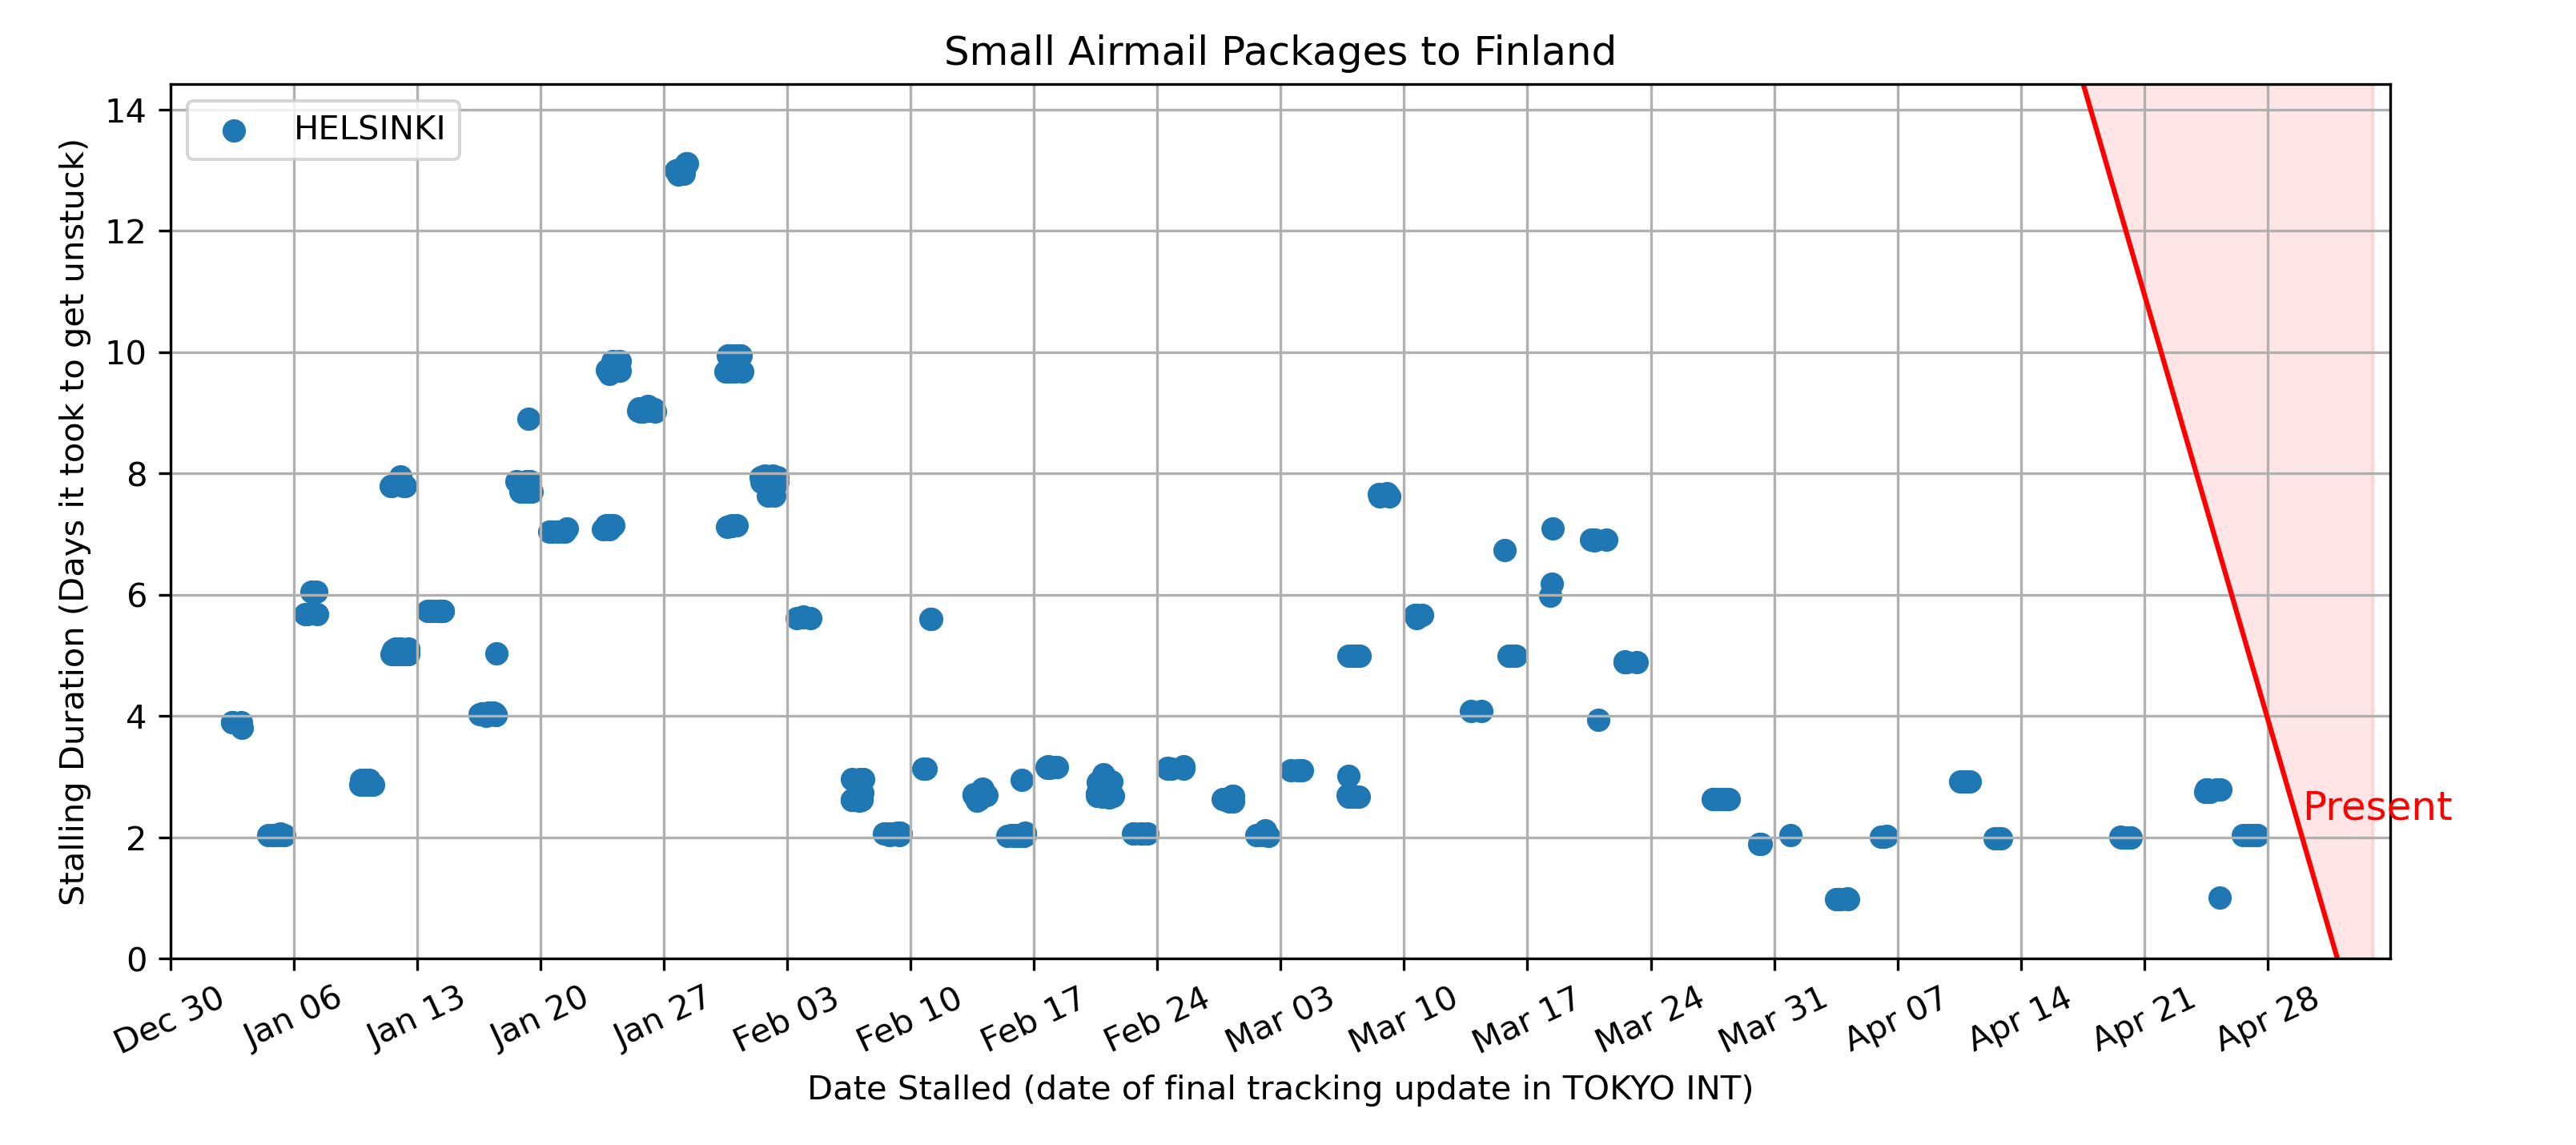 Small Airmail Packages to Finland
HELSINKI
Stalling Duration (Days it took to get unstuck)
14
12
10
8
6
4
2
0
Present
Dec 30
Jan 06
Jan 13
Jan 20
Jan 27
Feb 03
Feb 10
Feb 17
Feb 24
Mar 03
Mar 10
Mar 17
Mar 24
Mar 31
Apr 07
Apr 14
Apr 21
Apr 28
Date Stalled (date of final tracking update in TOKYO INT)